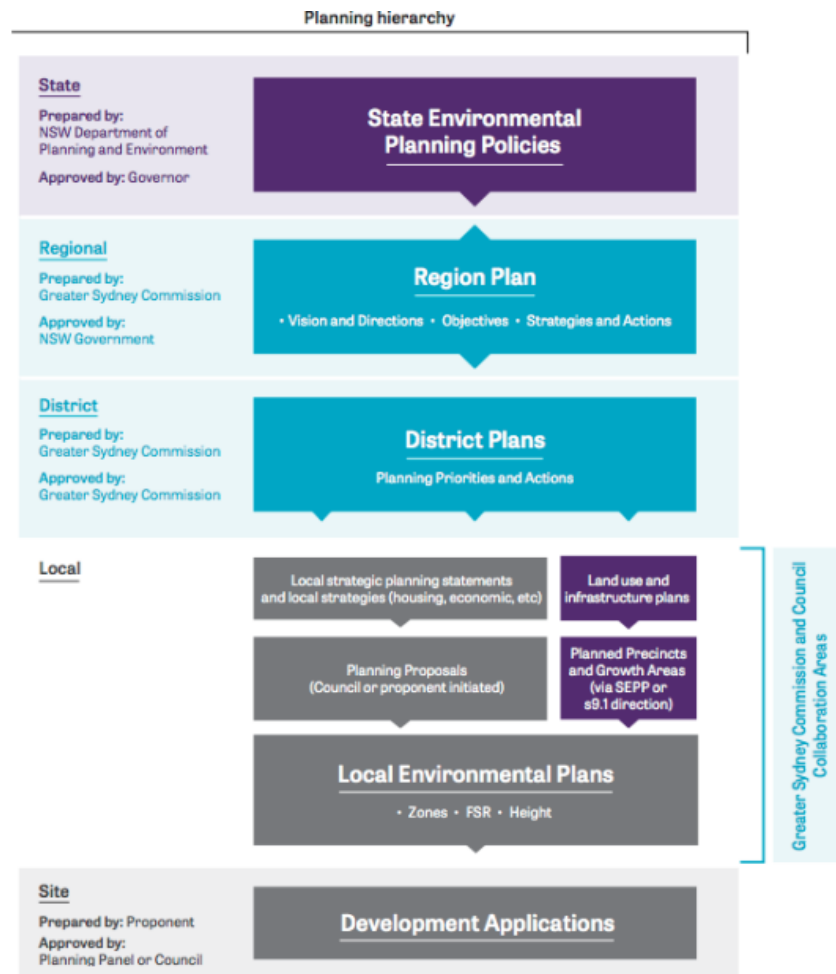 Planning hierarchy
State
Prepared by:
NSW Department of
Planning and Environment
Approved by: Governor
State Environmental
Planning Policies
Regional
Prepared by:
Greater Sydney Commission
Approved by:
NSW Government
Region Plan
• Vision and Directions • Objectives • Strategies and Actions
District
Prepared by:
Greater Sydney Commission
Approved by:
Greater Sydney Commission
District Plans
Planning Priorities and Actions
Local
Local strategic planning statements
and local strategies (housing, economic, etc)
Land use and
infrastructure plans
Planning Proposals
(Council or proponent initiated)
Planned Precincts
and Growth Areas
(via SEPP or
s9.1 direction)
Local Environmental Plans
• Zones • FSR • Height
Greater Sydney Commission and Council
Collaboration Areas
Site
Prepared by: Proponent
Approved by:
Planning Panel or Council
Development Applications